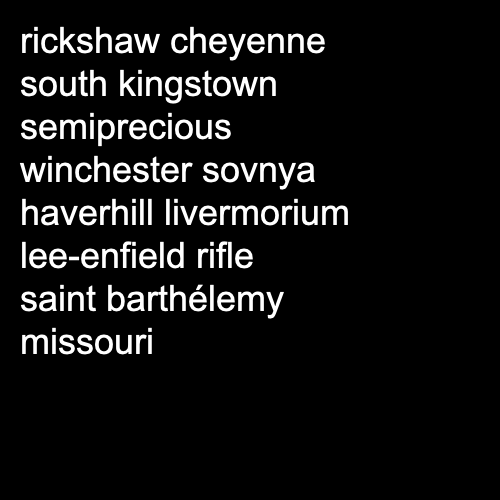 rickshaw cheyenne
south kingstown
semiprecious
winchester sovnya
haverhill livermorium
lee-enfield rifle
saint barthélemy
missouri